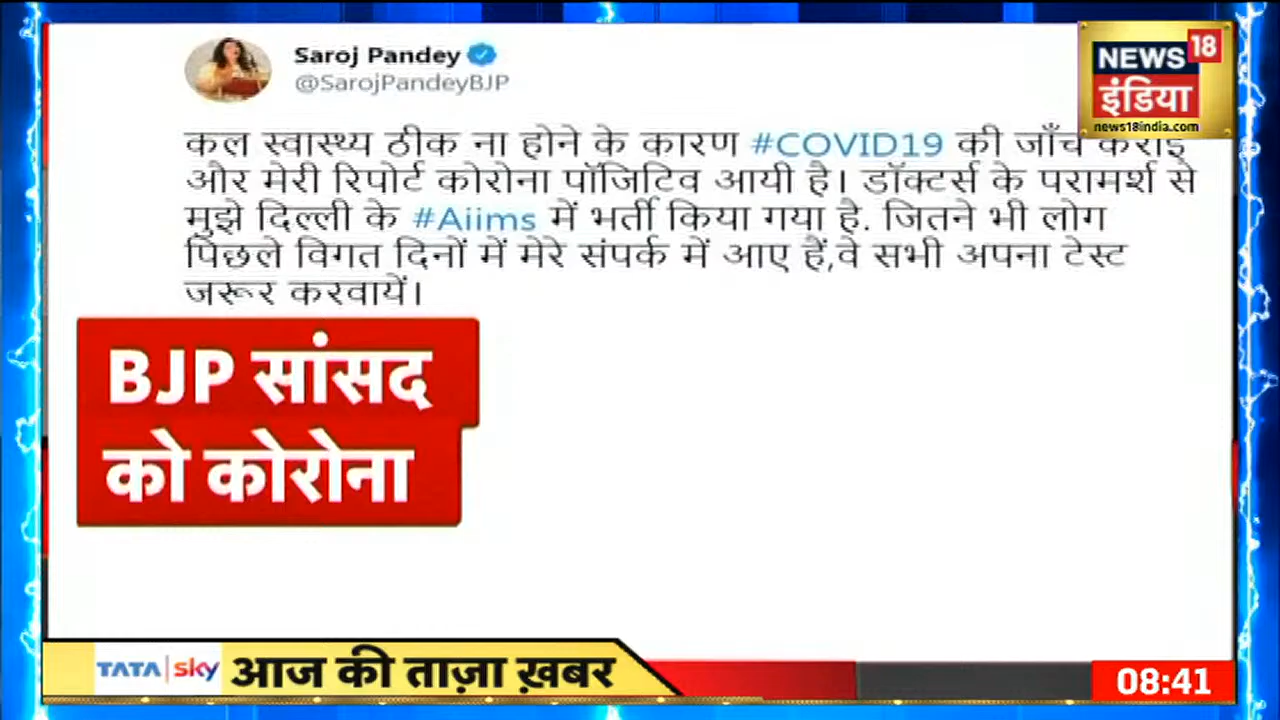 Saroj Pandey
@SarojPandeyBJP
NEWS 18
इंडिया
news18india.com
कल स्वास्थ्य ठीक ना होने के कारण #COVID19 की जाँच कराई
और मेरी रिपोर्ट कोरोना पॉजिटिव आयी है। डॉक्टर्स के परामर्श से
मुझे दिल्ली के #Aiims में भर्ती किया गया है. जितने भी लोग
पिछले विगत दिनों में मेरे संपर्क में आए हैं,वे सभी अपना टेस्ट
जरूर करवायें।
BJP सांसद
को कोरोना
TATA sky आज की ताज़ा ख़बर
08:41